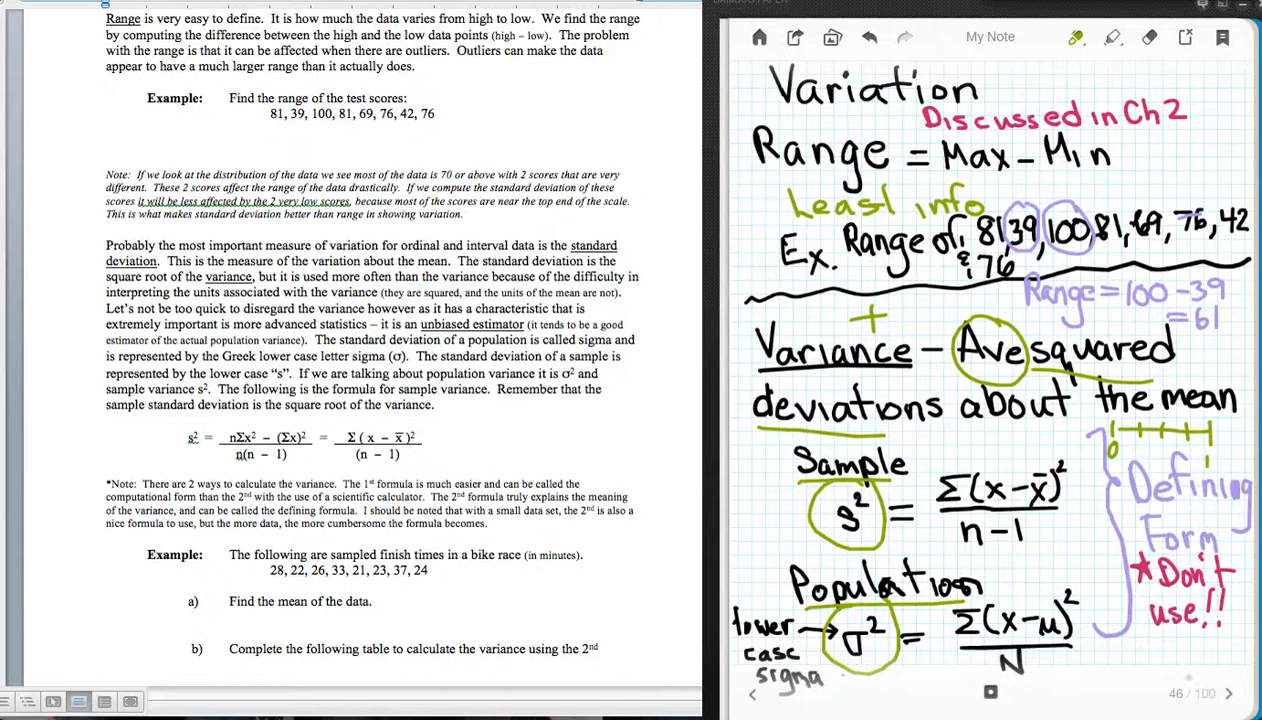 Range is very easy to define. It is how much the data varies from high to low. We find the range
by computing the difference between the high and the low data points (high – low). The problem
with the range is that it can be affected when there are outliers. Outliers can make the data
appear to have a much larger range than it actually does.
Example: Find the range of the test scores:
81, 39, 100, 81, 69, 76, 42, 76
Note: If we look at the distribution of the data we see most of the data is 70 or above with 2 scores that are very
different. These 2 scores affect the range of the data drastically. If we compute the standard deviation of these
scores it will be less affected by the 2 very low scores, because most of the scores are near the top end of the scale.
This is what makes standard deviation better than range in showing variation.
Probably the most important measure of variation for ordinal and interval data is the standard
deviation. This is the measure of the variation about the mean. The standard deviation is the
square root of the variance, but it is used more often than the variance because of the difficulty in
interpreting the units associated with the variance (they are squared, and the units of the mean are not).
Let's not be too quick to disregard the variance however as it has a characteristic that is
extremely important is more advanced statistics – it is an unbiased estimator (it tends to be a good
estimator of the actual population variance). The standard deviation of a population is called sigma and
is represented by the Greek lower case letter sigma (σ). The standard deviation of a sample is
represented by the lower case "s". If we are talking about population variance it is σ² and
sample variance s². The following is the formula for sample variance. Remember that the
sample standard deviation is the square root of the variance.
s² = nΣx² – (Σx)² = Σ ( x – x̅ )²
n(n – 1) (n – 1)
*Note: There are 2 ways to calculate the variance. The 1st formula is much easier and can be called the
computational form than the 2nd with the use of a scientific calculator. The 2nd formula truly explains the meaning
of the variance, and can be called the defining formula. I should be noted that with a small data set, the 2nd is also a
nice formula to use, but the more data, the more cumbersome the formula becomes.
Example: The following are sampled finish times in a bike race (in minutes).
28, 22, 26, 33, 21, 23, 37, 24
a) Find the mean of the data.
b) Complete the following table to calculate the variance using the 2nd
My Note
Variation
Discussed in Ch 2
Range = Max – Min
Least info
Ex. Range of: 81, 39, 100, 81, 69, 76, 42
& 76
Range = 100 – 39
= 61
+
Variance – Ave squared
deviations about the mean
0 1
Sample
s² = Σ(x–x̅)²
n–1
Defining
Form
*Don't
use!!
Population
lower → σ² = Σ(x–μ)²
case N
sigma
46 / 100